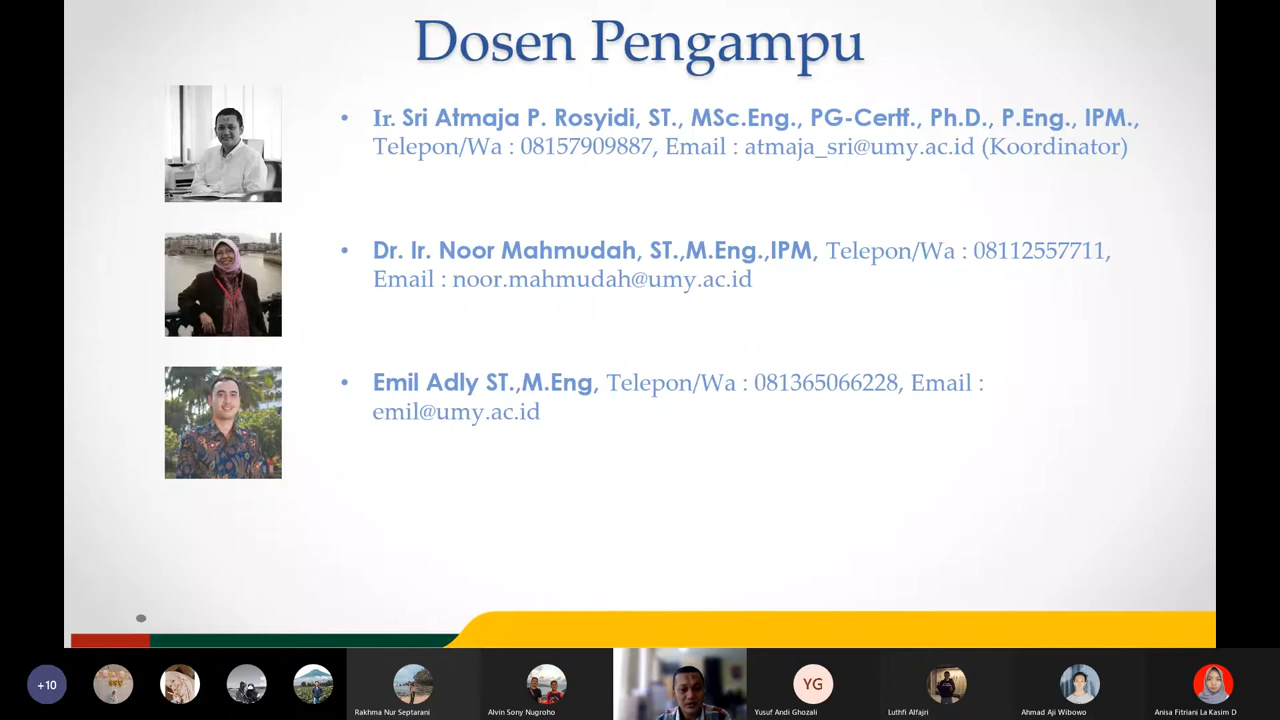 Dosen Pengampu
• Ir. Sri Atmaja P. Rosyidi, ST., MSc.Eng., PG-Certf., Ph.D., P.Eng., IPM.,
Telepon/Wa : 08157909887, Email : atmaja_sri@umy.ac.id (Koordinator)
• Dr. Ir. Noor Mahmudah, ST.,M.Eng.,IPM, Telepon/Wa : 08112557711,
Email : noor.mahmudah@umy.ac.id
• Emil Adly ST.,M.Eng, Telepon/Wa : 081365066228, Email :
emil@umy.ac.id
+10
Rakhma Nur Septarani
Alvin Sony Nugroho
YG
Yusuf Andi Ghozali
Luthfi Alfajri
Ahmad Aji Wibowo
Anisa Fitriani La Kasim D